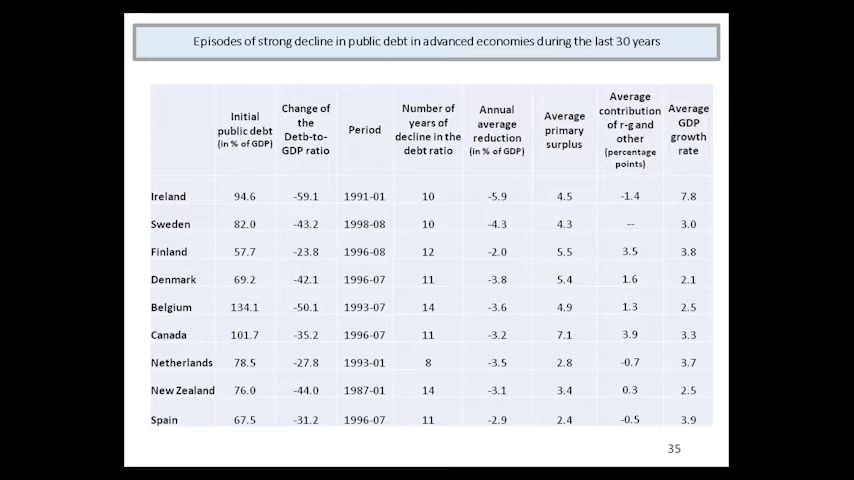 Episodes of strong decline in public debt in advanced economies during the last 30 years
Initial public debt (in % of GDP) Change of the Detb-to-GDP ratio Period Number of years of decline in the debt ratio Annual average reduction (in % of GDP) Average primary surplus Average contribution of r-g and other (percentage points) Average GDP growth rate
Ireland 94.6 -59.1 1991-01 10 -5.9 4.5 -1.4 7.8
Sweden 82.0 -43.2 1998-08 10 -4.3 4.3 -- 3.0
Finland 57.7 -23.8 1996-08 12 -2.0 5.5 3.5 3.8
Denmark 69.2 -42.1 1996-07 11 -3.8 5.4 1.6 2.1
Belgium 134.1 -50.1 1993-07 14 -3.6 4.9 1.3 2.5
Canada 101.7 -35.2 1996-07 11 -3.2 7.1 3.9 3.3
Netherlands 78.5 -27.8 1993-01 8 -3.5 2.8 -0.7 3.7
New Zealand 76.0 -44.0 1987-01 14 -3.1 3.4 0.3 2.5
Spain 67.5 -31.2 1996-07 11 -2.9 2.4 -0.5 3.9
35